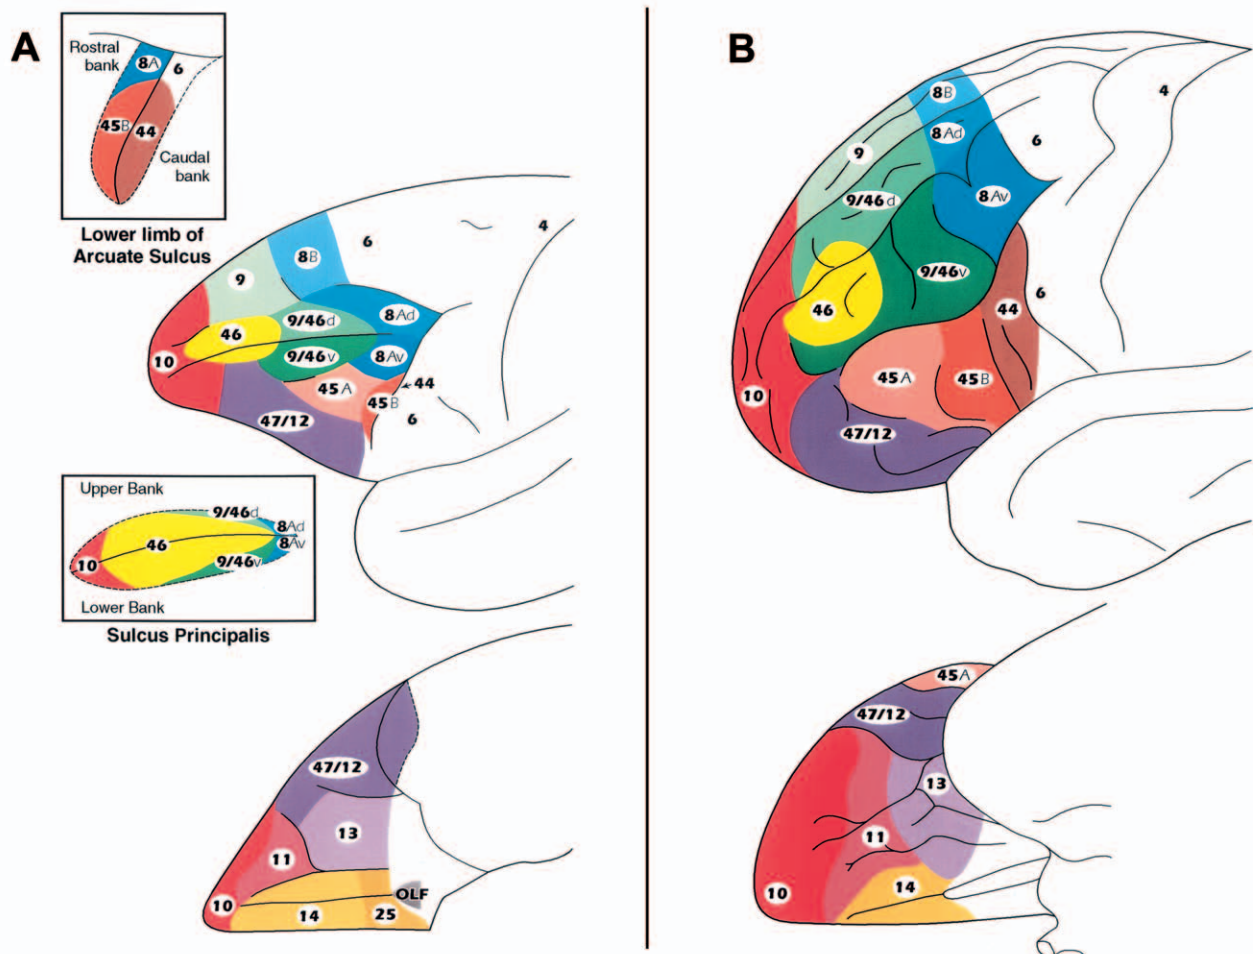 A
Rostral
bank
8A
6
45B
44
Caudal
bank
Lower limb of
Arcuate Sulcus
6
4
8B
9
9/46d
8Ad
46
10
9/46v
8Av
45A
44
45B
47/12
6
Upper Bank
9/46d
8Ad
46
8Av
10
9/46v
Lower Bank
Sulcus Principalis
47/12
13
11
OLF
10
14
25
B
8B
4
8Ad
6
9
9/46d
8Av
9/46v
6
46
44
45A
45B
10
47/12
45A
47/12
13
11
10
14